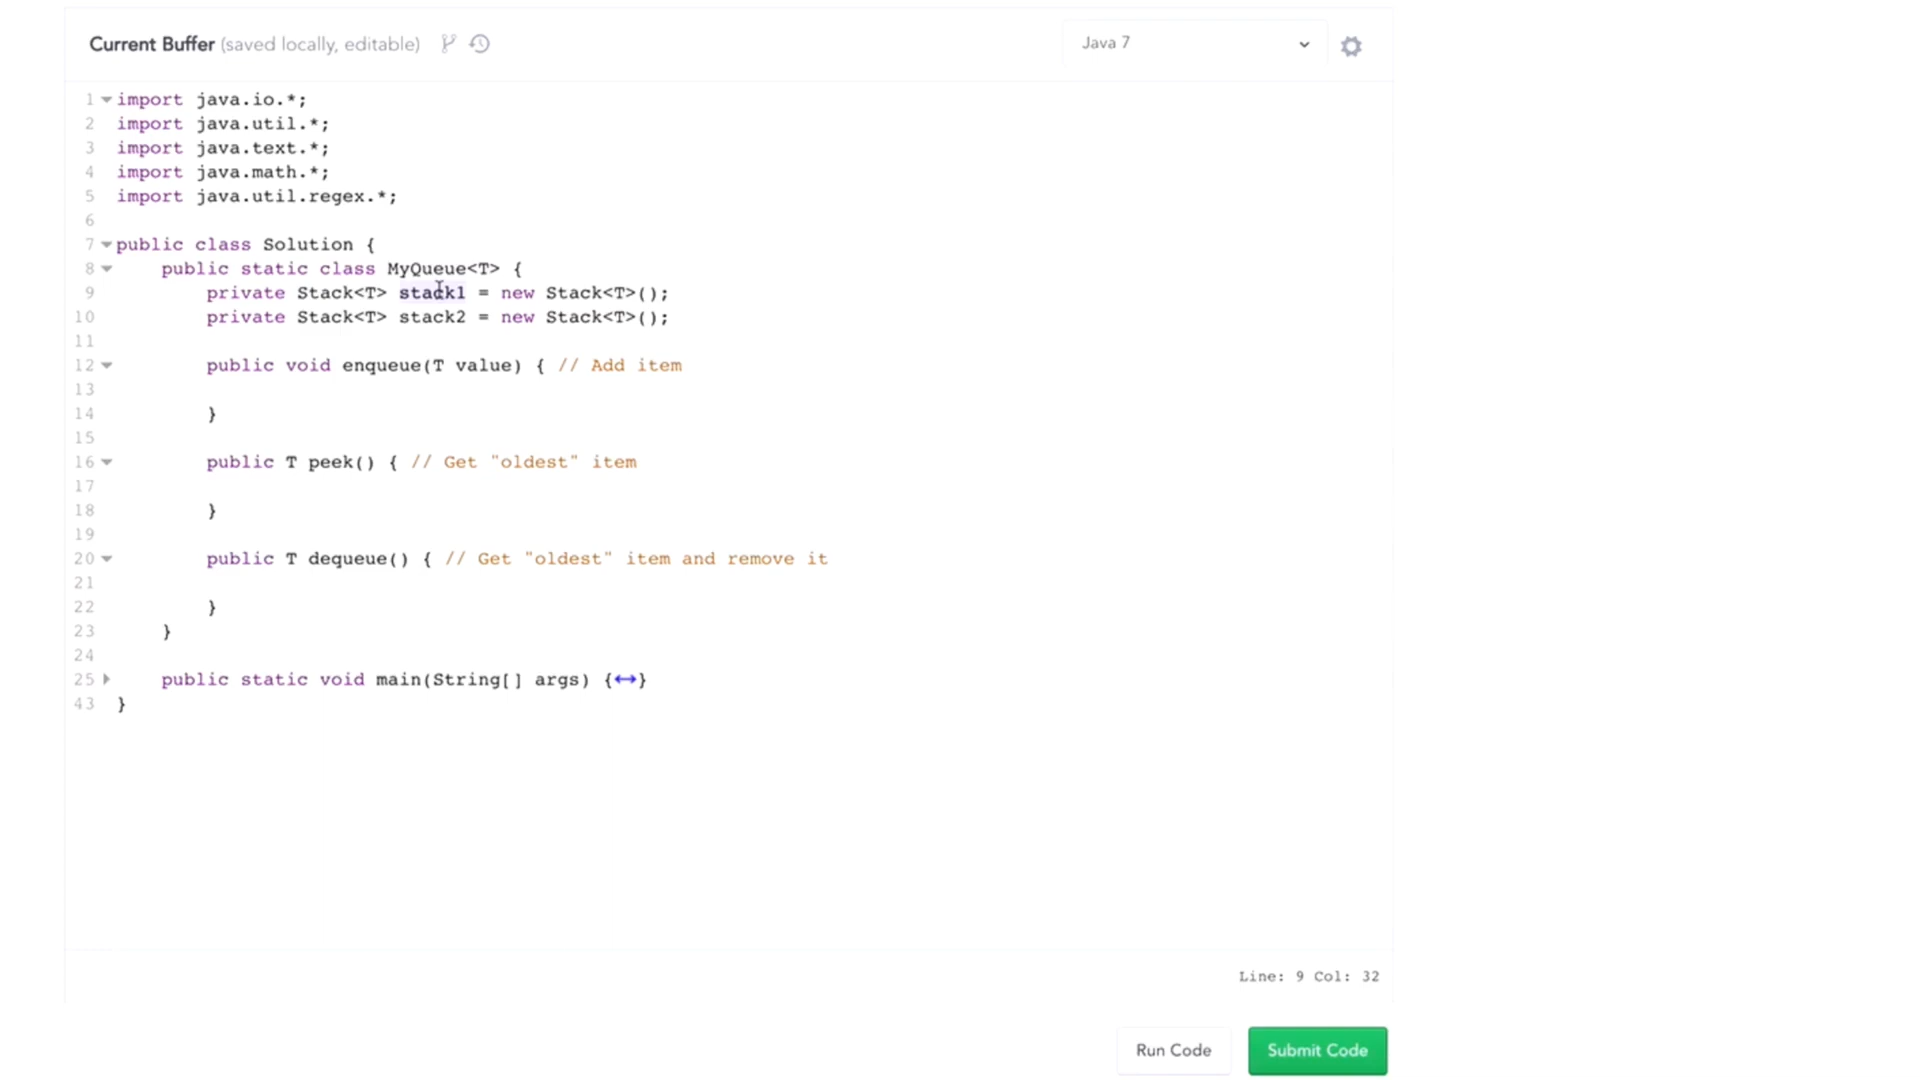 Current Buffer (saved locally, editable)
Java 7
1 import java.io.*;
2 import java.util.*;
3 import java.text.*;
4 import java.math.*;
5 import java.util.regex.*;
6
7 public class Solution {
8 public static class MyQueue<T> {
9 private Stack<T> stack1 = new Stack<T>();
10 private Stack<T> stack2 = new Stack<T>();
11
12 public void enqueue(T value) { // Add item
13
14 }
15
16 public T peek() { // Get "oldest" item
17
18 }
19
20 public T dequeue() { // Get "oldest" item and remove it
21
22 }
23 }
24
25 public static void main(String[] args) {↔}
43 }
Line: 9 Col: 32
Run Code
Submit Code